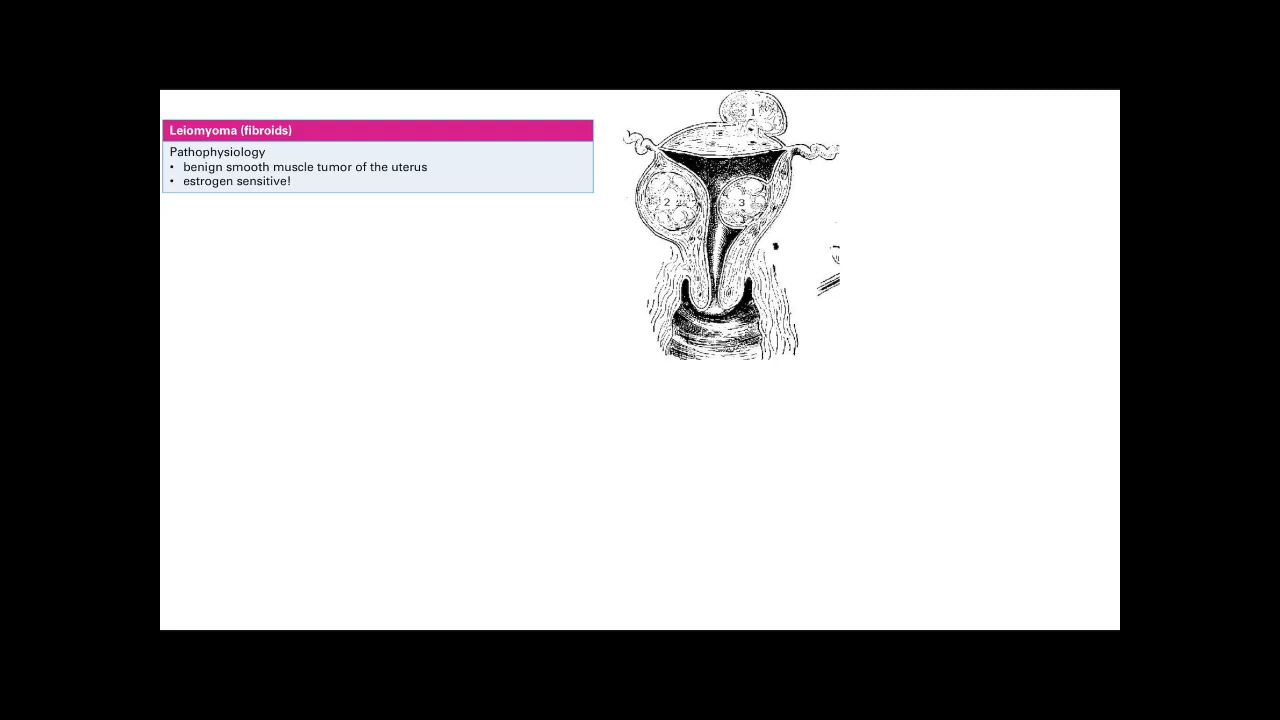 Leiomyoma (fibroids)
Pathophysiology
• benign smooth muscle tumor of the uterus
• estrogen sensitive!
1
2
3